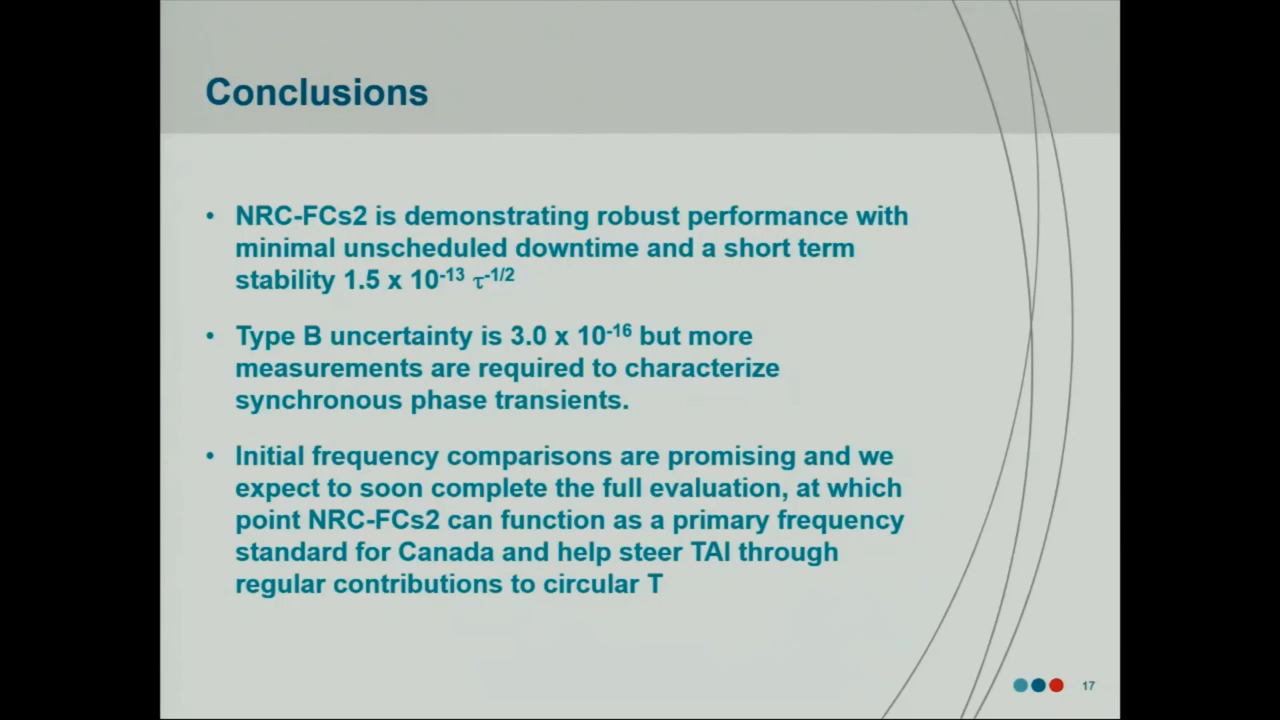 Conclusions
• NRC-FCs2 is demonstrating robust performance with
minimal unscheduled downtime and a short term
stability 1.5 x 10⁻¹³ τ⁻¹/²
• Type B uncertainty is 3.0 x 10⁻¹⁶ but more
measurements are required to characterize
synchronous phase transients.
• Initial frequency comparisons are promising and we
expect to soon complete the full evaluation, at which
point NRC-FCs2 can function as a primary frequency
standard for Canada and help steer TAI through
regular contributions to circular T
17